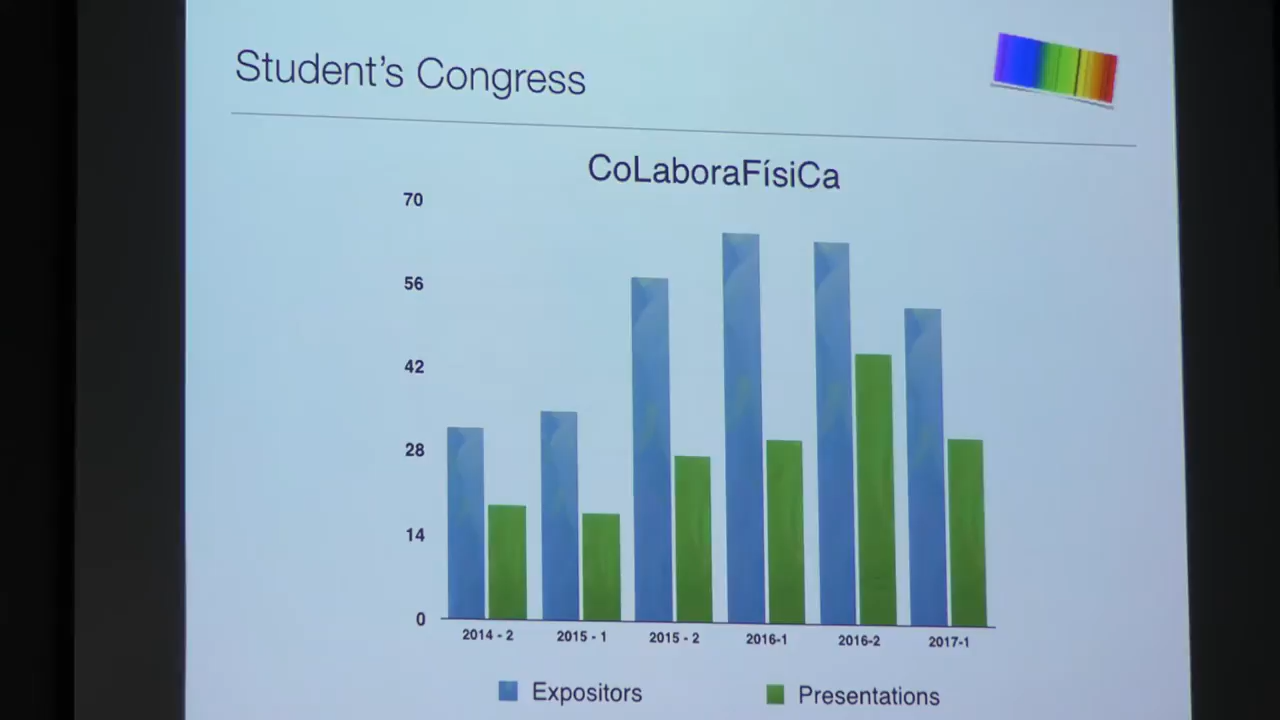 Student's Congress
CoLaboraFísiCa
70
56
42
28
14
0
2014 - 2 2015 - 1 2015 - 2 2016-1 2016-2 2017-1
Expositors Presentations